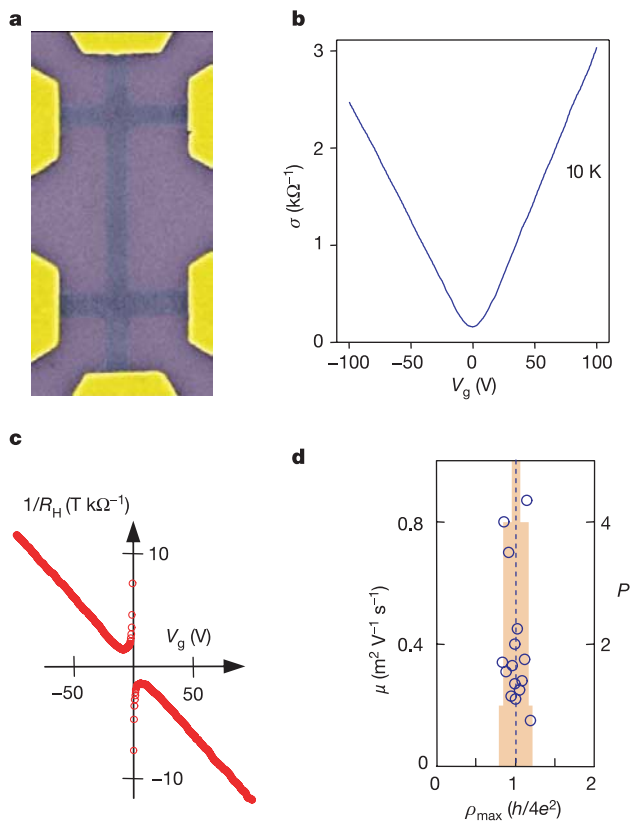 a
b
3
2
1
0
σ (kΩ⁻¹)
10 K
−100
−50
0
50
100
V_g (V)
c
1/R_H (T kΩ⁻¹)
10
V_g (V)
−50
50
−10
d
0.8
0.4
0
μ (m² V⁻¹ s⁻¹)
4
2
P
0
1
2
ρ_max (h/4e²)